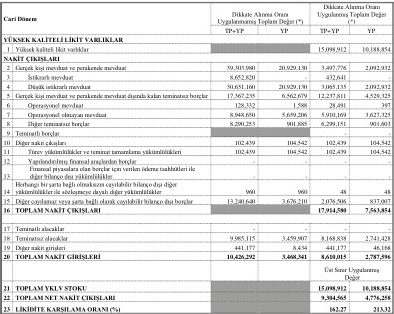 Cari Dönem
Dikkate Alınma Oranı Uygulanmamış Toplam Değer (*)
Dikkate Alınma Oranı Uygulanmış Toplam Değer (*)
TP+YP YP TP+YP YP
YÜKSEK KALİTELİ LİKİT VARLIKLAR
1 Yüksek kaliteli likit varlıklar 15,098,912 10,188,854
NAKİT ÇIKIŞLARI
2 Gerçek kişi mevduat ve perakende mevduat 39,303,980 20,929,130 3,497,776 2,092,932
3 İstikrarlı mevduat 8,652,820 - 432,641 -
4 Düşük istikrarlı mevduat 30,651,160 20,929,130 3,065,135 2,092,932
5 Gerçek kişi mevduat ve perakende mevduat dışında kalan teminatsız borçlar 17,367,235 6,562,679 12,237,811 4,529,325
6 Operasyonel mevduat 128,332 1,588 28,491 397
7 Operasyonel olmayan mevduat 8,948,650 5,659,206 5,910,169 3,627,325
8 Diğer teminatsız borçlar 8,290,253 901,885 6,299,151 901,603
9 Teminatlı borçlar - -
10 Diğer nakit çıkışları 102,439 104,542 102,439 104,542
11 Türev yükümlülükler ve teminat tamamlama yükümlülükleri 102,439 104,542 102,439 104,542
12 Yapılandırılmış finansal araçlardan borçlar - - - -
13 Finansal piyasalara olan borçlar için verilen ödeme taahhütleri ile diğer bilanço dışı yükümlülükler - - - -
14 Herhangi bir şarta bağlı olmaksızın cayılabilir bilanço dışı diğer yükümlülükler ile sözleşmeye dayalı diğer yükümlülükler 960 960 48 48
15 Diğer cayılamaz veya şarta bağlı olarak cayılabilir bilanço dışı borçlar 13,240,640 3,676,210 2,076,506 837,007
16 TOPLAM NAKİT ÇIKIŞLARI 17,914,580 7,563,854
17 Teminatlı alacaklar - - - -
18 Teminatsız alacaklar 9,985,115 3,459,907 8,168,838 2,741,428
19 Diğer nakit girişleri 441,177 8,434 441,177 46,168
20 TOPLAM NAKİT GİRİŞLERİ 10,426,292 3,468,341 8,610,015 2,787,596
Üst Sınır Uygulanmış Değer
21 TOPLAM YKLV STOKU 15,098,912 10,188,854
22 TOPLAM NET NAKİT ÇIKIŞLARI 9,304,565 4,776,258
23 LİKİDİTE KARŞILAMA ORANI (%) 162.27 213.32